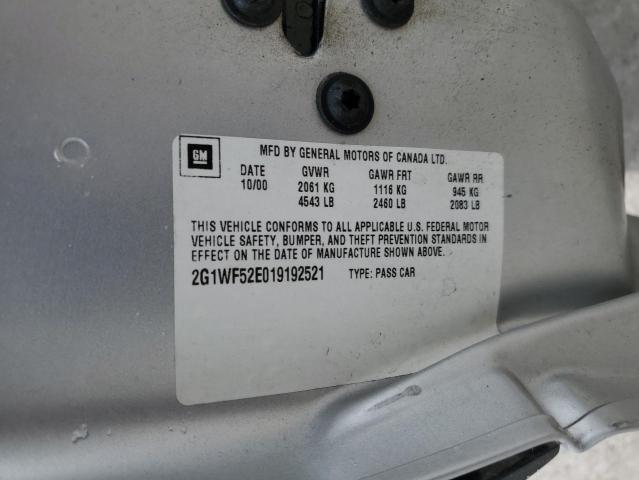 GM
MFD BY GENERAL MOTORS OF CANADA LTD.
DATE GVWR GAWR FRT GAWR RR
10/00 2061 KG 1116 KG 945 KG
4543 LB 2460 LB 2083 LB
THIS VEHICLE CONFORMS TO ALL APPLICABLE U.S. FEDERAL MOTOR
VEHICLE SAFETY, BUMPER, AND THEFT PREVENTION STANDARDS IN
EFFECT ON THE DATE OF MANUFACTURE SHOWN ABOVE.
2G1WF52E019192521 TYPE: PASS CAR